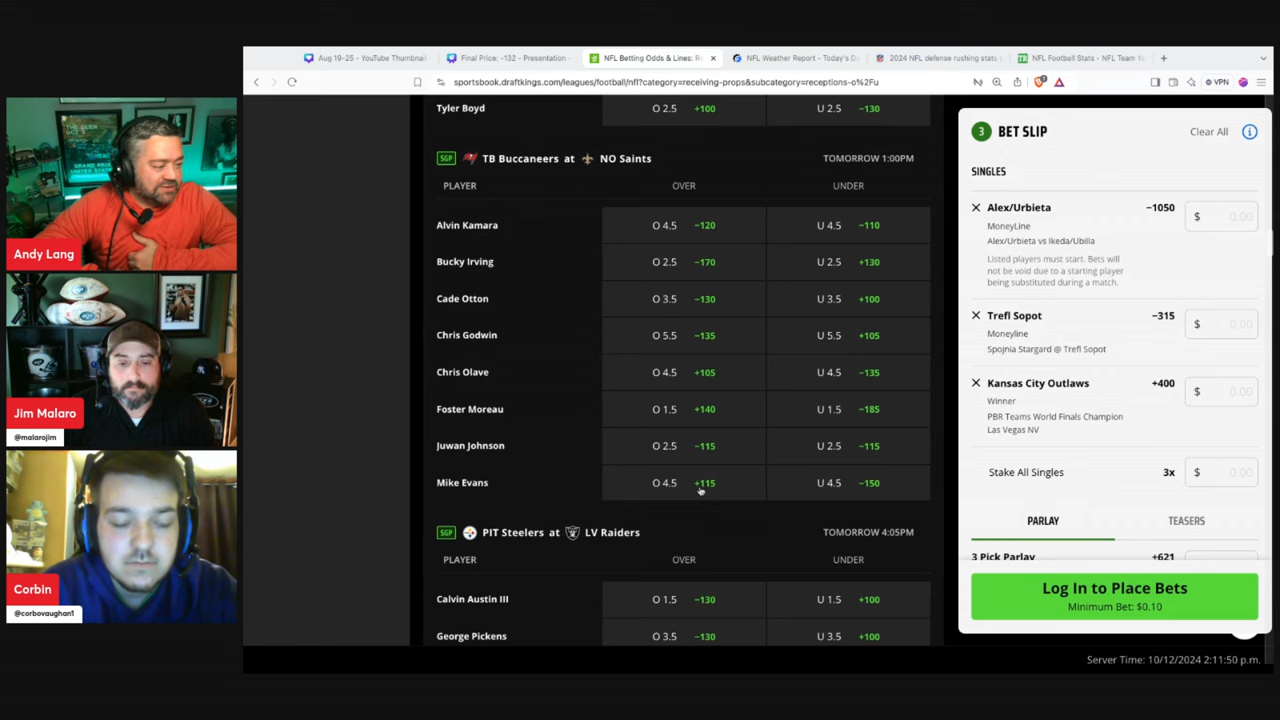 Aug 19-25 - YouTube Thumbnail
Final Price: -132 - Presentation -
NFL Betting Odds & Lines: R
NFL Weather Report - Today's D
2024 NFL defense rushing stats
NFL Football Stats - NFL Team
sportsbook.draftkings.com/leagues/football/nfl?category=receiving-props&subcategory=receptions-o%2Fu
VPN
Tyler Boyd O 2.5 +100 U 2.5 −130
SGP TB Buccaneers at NO Saints TOMORROW 1:00PM
PLAYER OVER UNDER
Alvin Kamara O 4.5 −120 U 4.5 −110
Bucky Irving O 2.5 −170 U 2.5 +130
Cade Otton O 3.5 −130 U 3.5 +100
Chris Godwin O 5.5 −135 U 5.5 +105
Chris Olave O 4.5 +105 U 4.5 −135
Foster Moreau O 1.5 +140 U 1.5 −185
Juwan Johnson O 2.5 −115 U 2.5 −115
Mike Evans O 4.5 +115 U 4.5 −150
SGP PIT Steelers at LV Raiders TOMORROW 4:05PM
PLAYER OVER UNDER
Calvin Austin III O 1.5 −130 U 1.5 +100
George Pickens O 3.5 −130 U 3.5 +100
3 BET SLIP Clear All
SINGLES
Alex/Urbieta −1050 $ 0.00
MoneyLine
Alex/Urbieta vs Ikeda/Ubilla
Listed players must start. Bets will
not be void due to a starting player
being substituted during a match.
Trefl Sopot −315 $ 0.00
Moneyline
Spojnia Stargard @ Trefl Sopot
Kansas City Outlaws +400 $ 0.00
Winner
PBR Teams World Finals Champion
Las Vegas NV
Stake All Singles 3x $ 0.00
PARLAY TEASERS
3 Pick Parlay +621
Log In to Place Bets
Minimum Bet: $0.10
Server Time: 10/12/2024 2:11:50 p.m.
Andy Lang
Jim Malaro
@malarojim
Corbin
@corbovaughan1